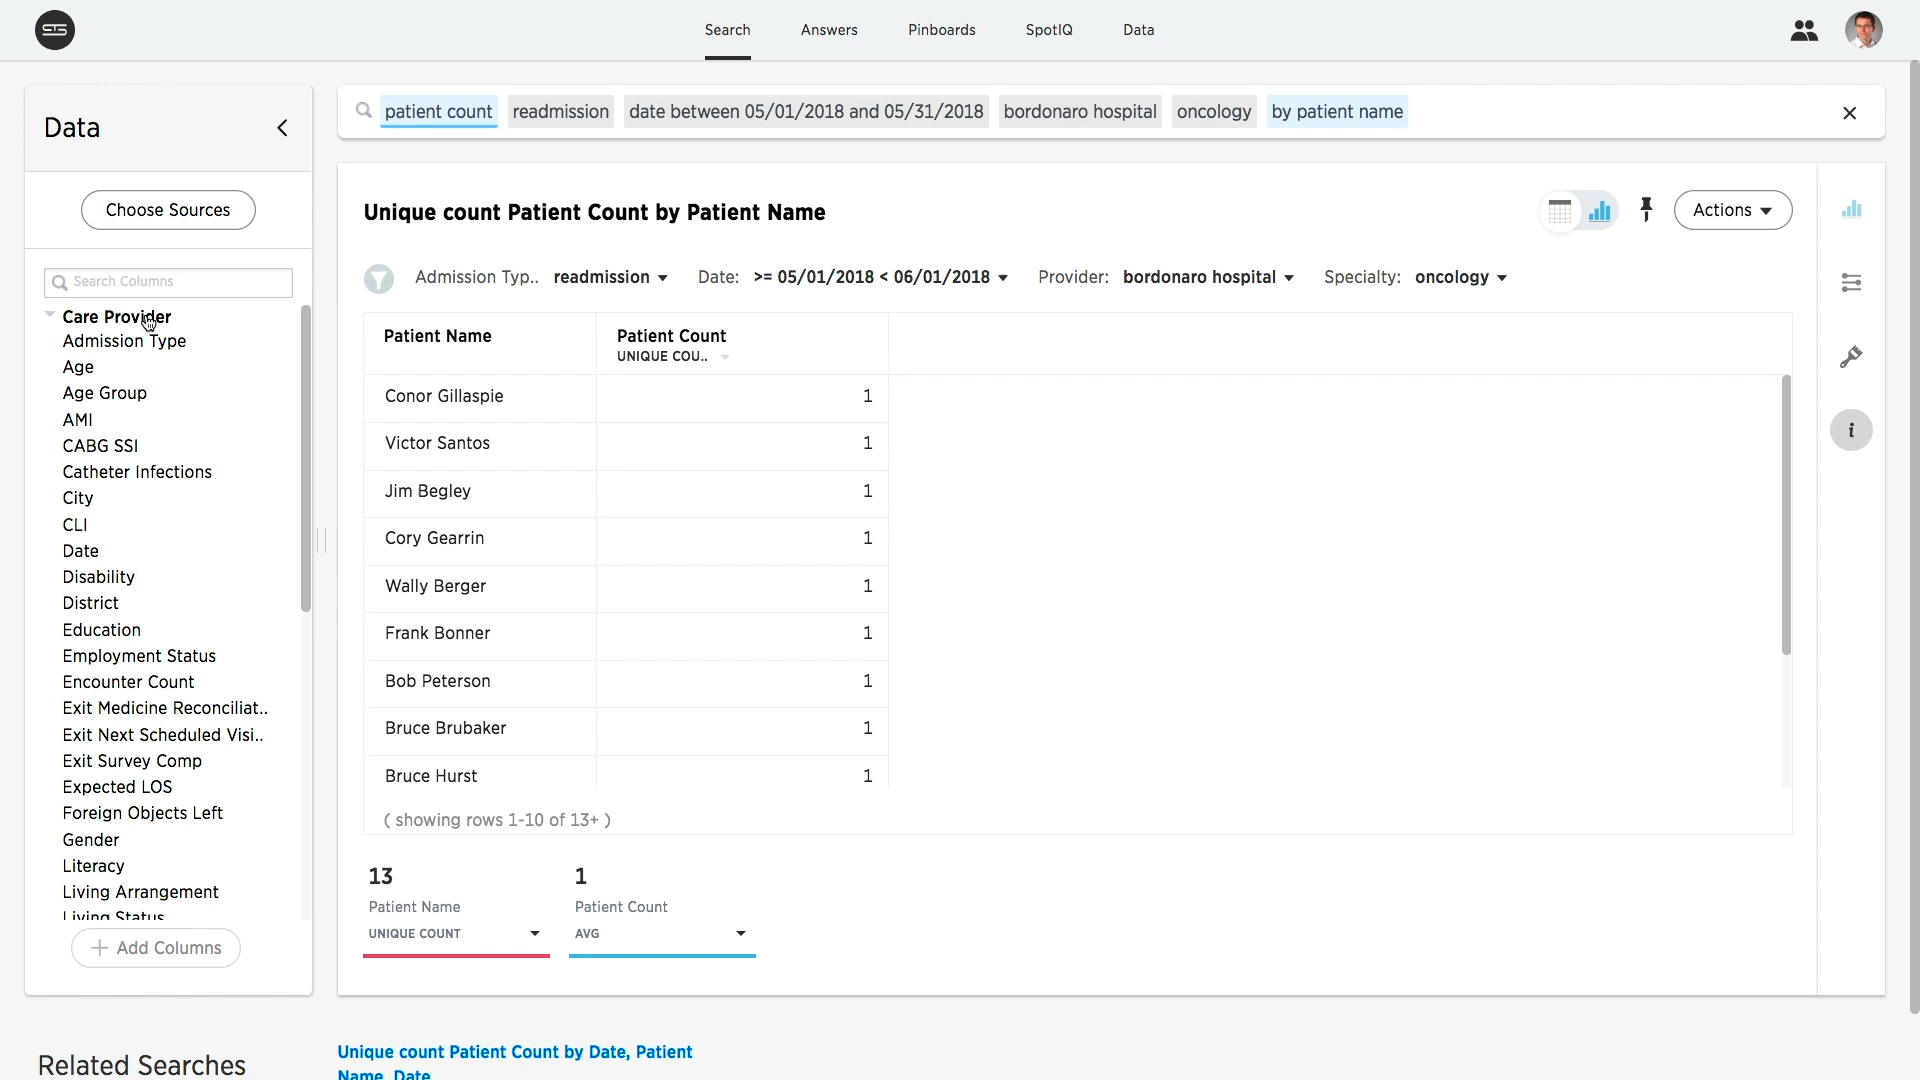 Search
Answers
Pinboards
SpotIQ
Data
Data
Choose Sources
Search Columns
Care Provider
Admission Type
Age
Age Group
AMI
CABG SSI
Catheter Infections
City
CLI
Date
Disability
District
Education
Employment Status
Encounter Count
Exit Medicine Reconciliat..
Exit Next Scheduled Visi..
Exit Survey Comp
Expected LOS
Foreign Objects Left
Gender
Literacy
Living Arrangement
Living Status
+ Add Columns
patient count readmission date between 05/01/2018 and 05/31/2018 bordonaro hospital oncology by patient name
Unique count Patient Count by Patient Name
Actions
Admission Typ.. readmission Date: >= 05/01/2018 < 06/01/2018 Provider: bordonaro hospital Specialty: oncology
Patient Name Patient Count
UNIQUE COU..
Conor Gillaspie 1
Victor Santos 1
Jim Begley 1
Cory Gearrin 1
Wally Berger 1
Frank Bonner 1
Bob Peterson 1
Bruce Brubaker 1
Bruce Hurst 1
( showing rows 1-10 of 13+ )
13 1
Patient Name Patient Count
UNIQUE COUNT AVG
i
Related Searches
Unique count Patient Count by Date, Patient
Name, Date